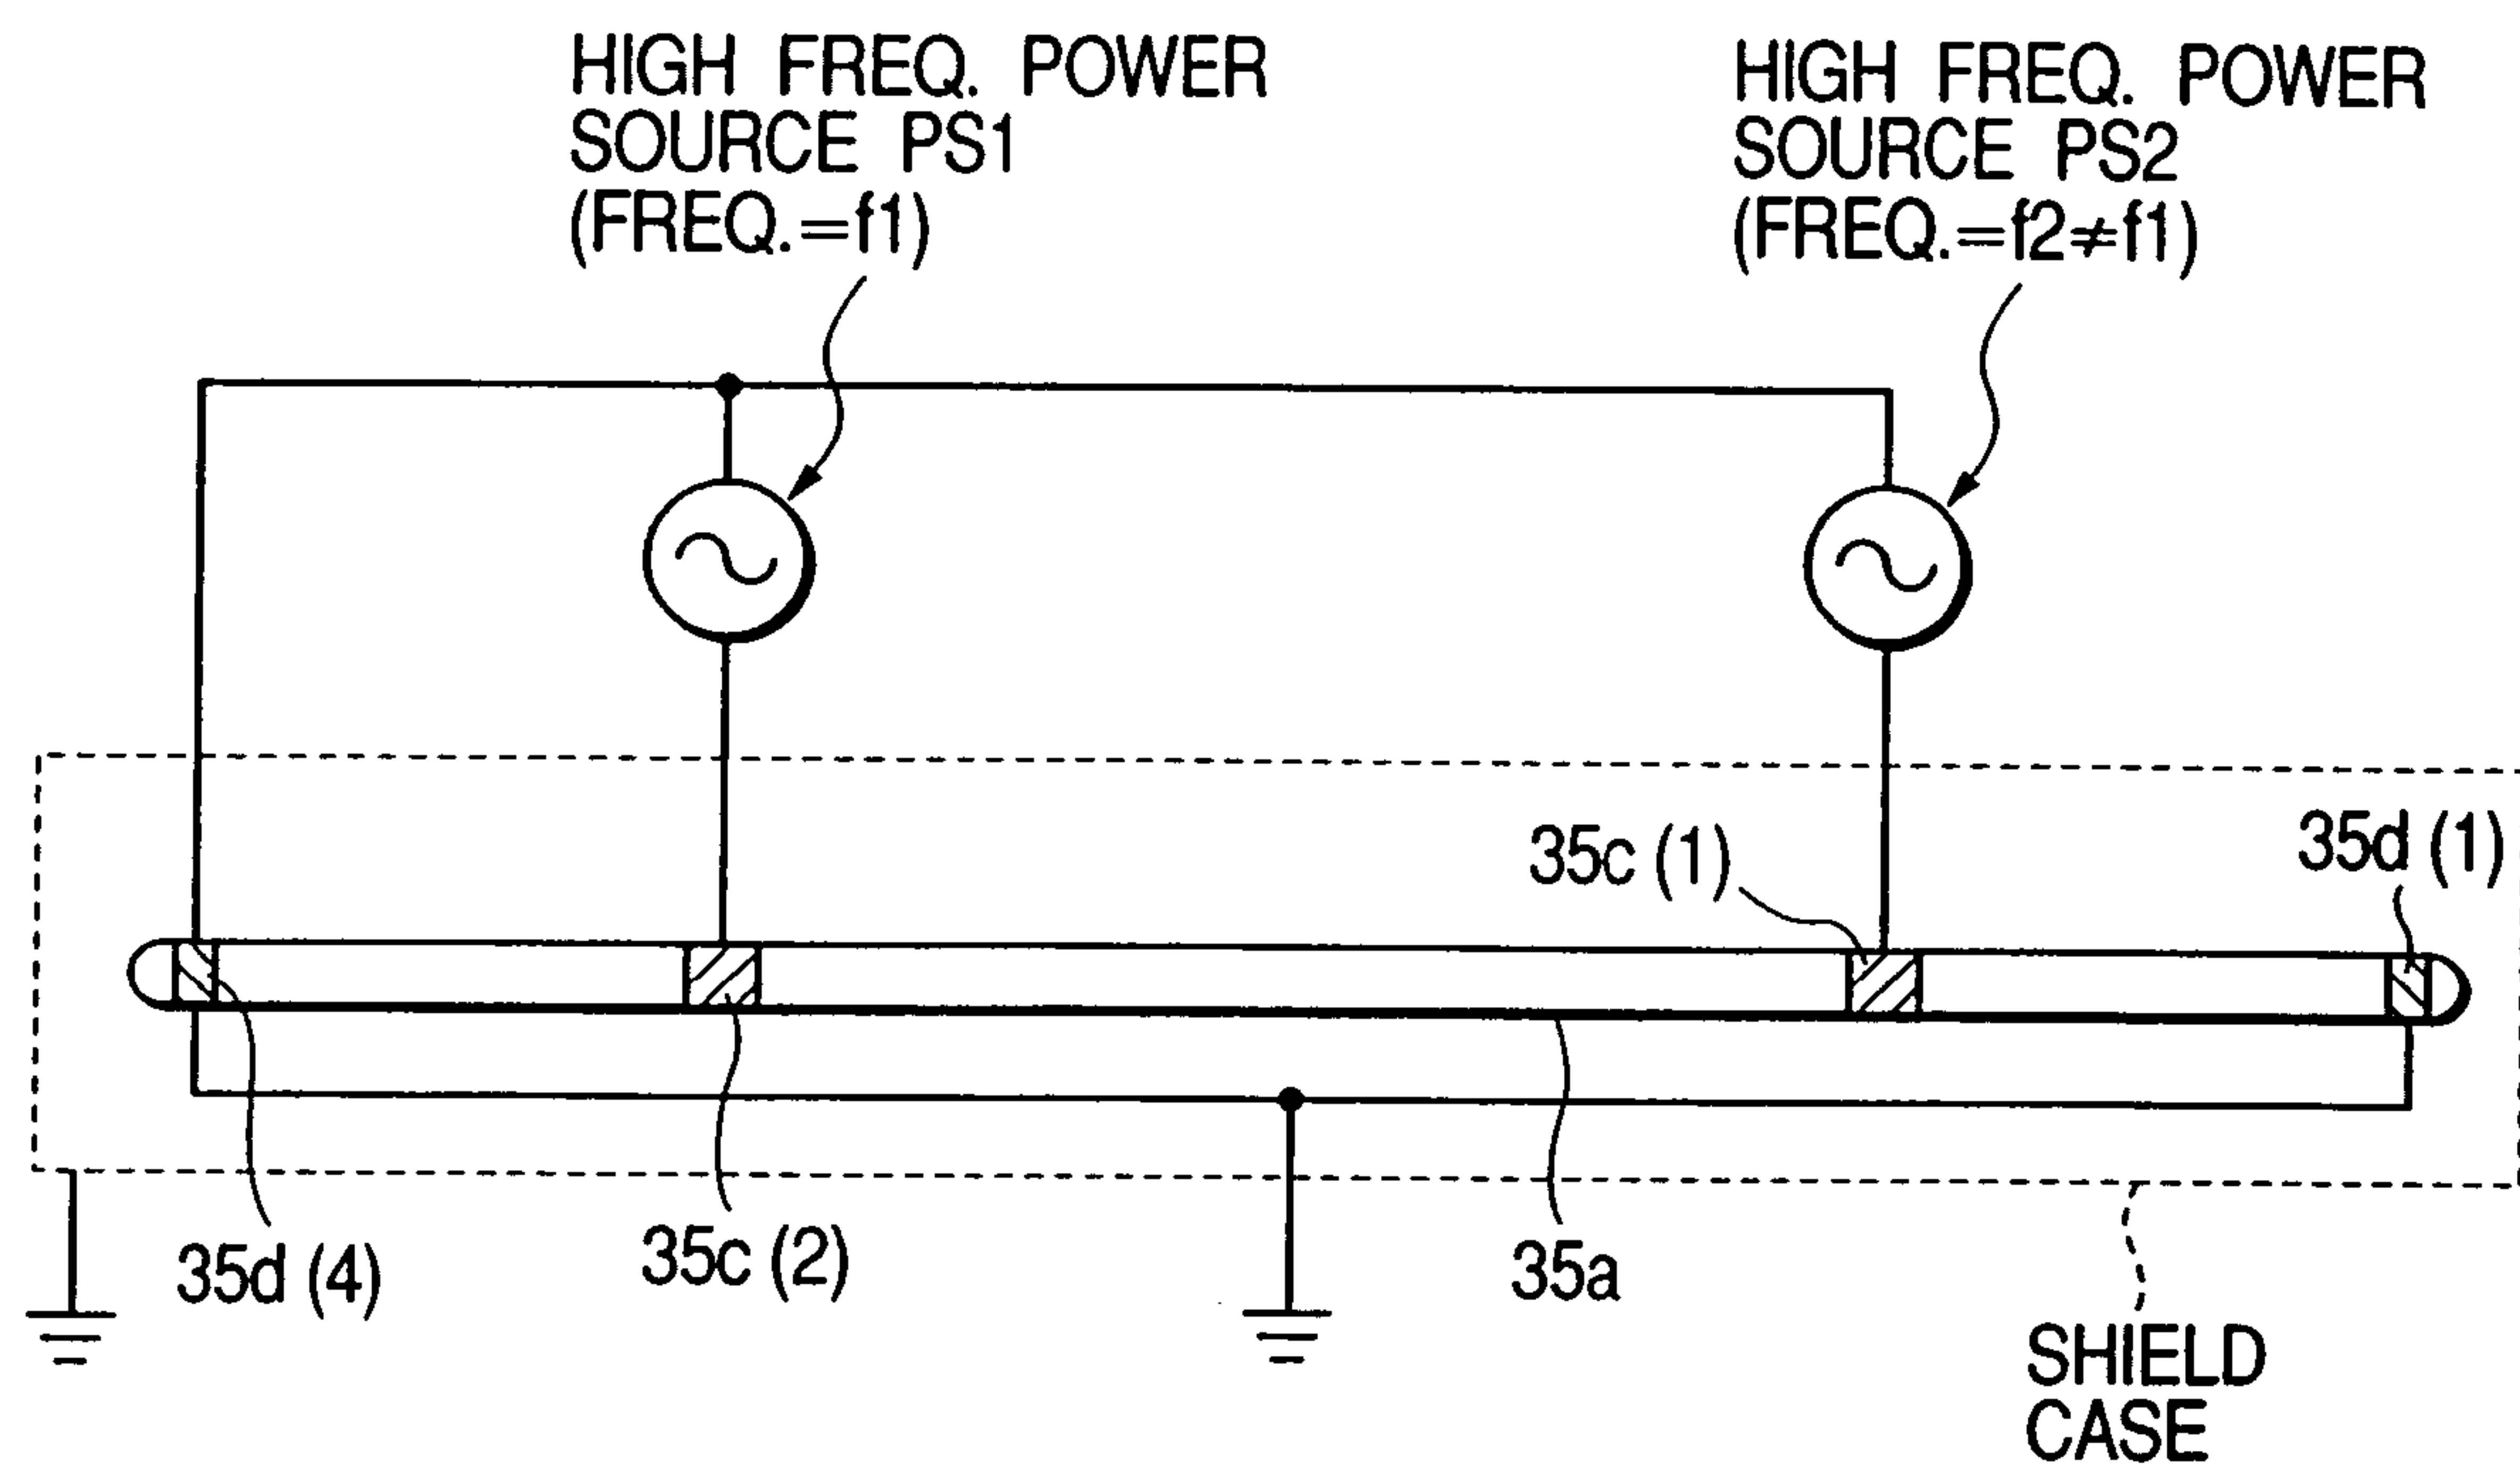 HIGH FREQ. POWER
SOURCE PS1
(FREQ.=f1)
HIGH FREQ. POWER
SOURCE PS2
(FREQ.=f2≠f1)
35c (1)
35d (1)
35d (4)
35c (2)
35a
SHIELD
CASE